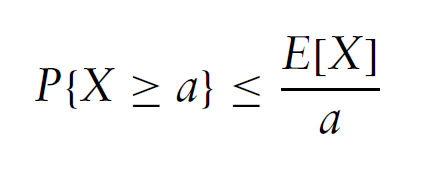 P{X ≥ a} ≤ E[X] / a